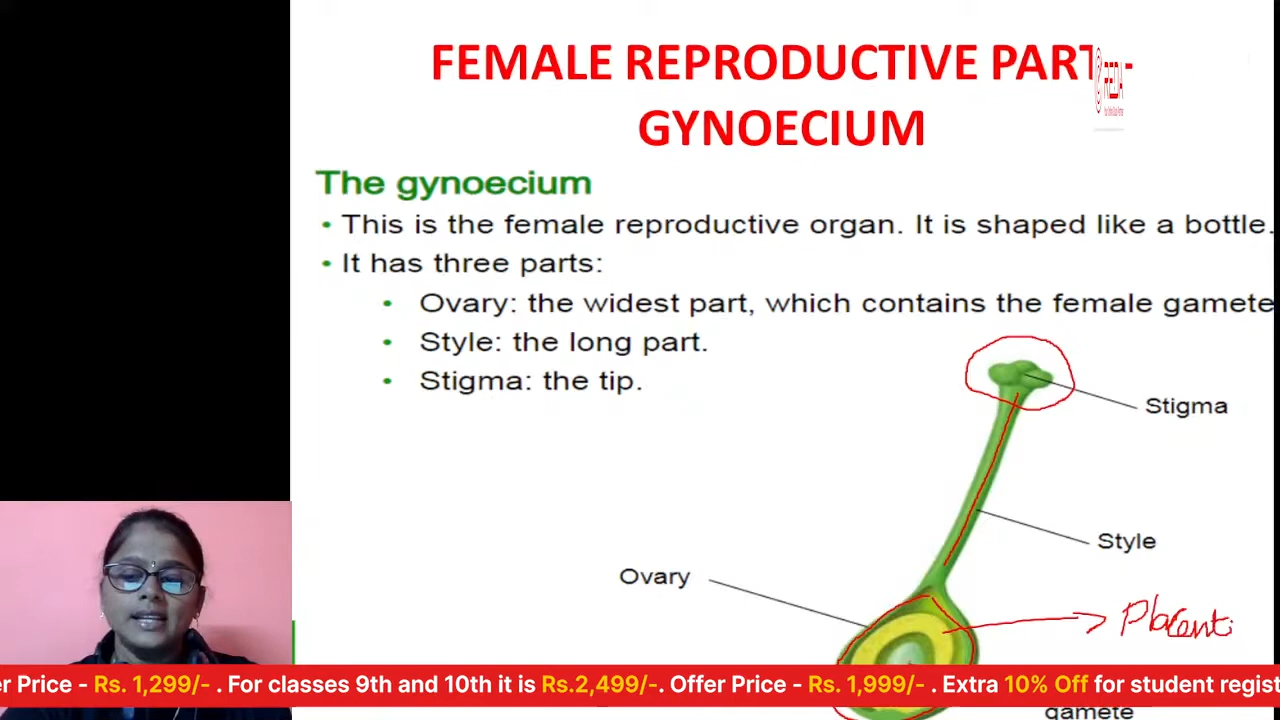 FEMALE REPRODUCTIVE PART -
GYNOECIUM
REDA
The gynoecium
• This is the female reproductive organ. It is shaped like a bottle.
• It has three parts:
• Ovary: the widest part, which contains the female gamete
• Style: the long part.
• Stigma: the tip.
Stigma
Style
Ovary
Placenti
er Price - Rs. 1,299/- . For classes 9th and 10th it is Rs.2,499/-. Offer Price - Rs. 1,999/- . Extra 10% Off for student regist
gamete